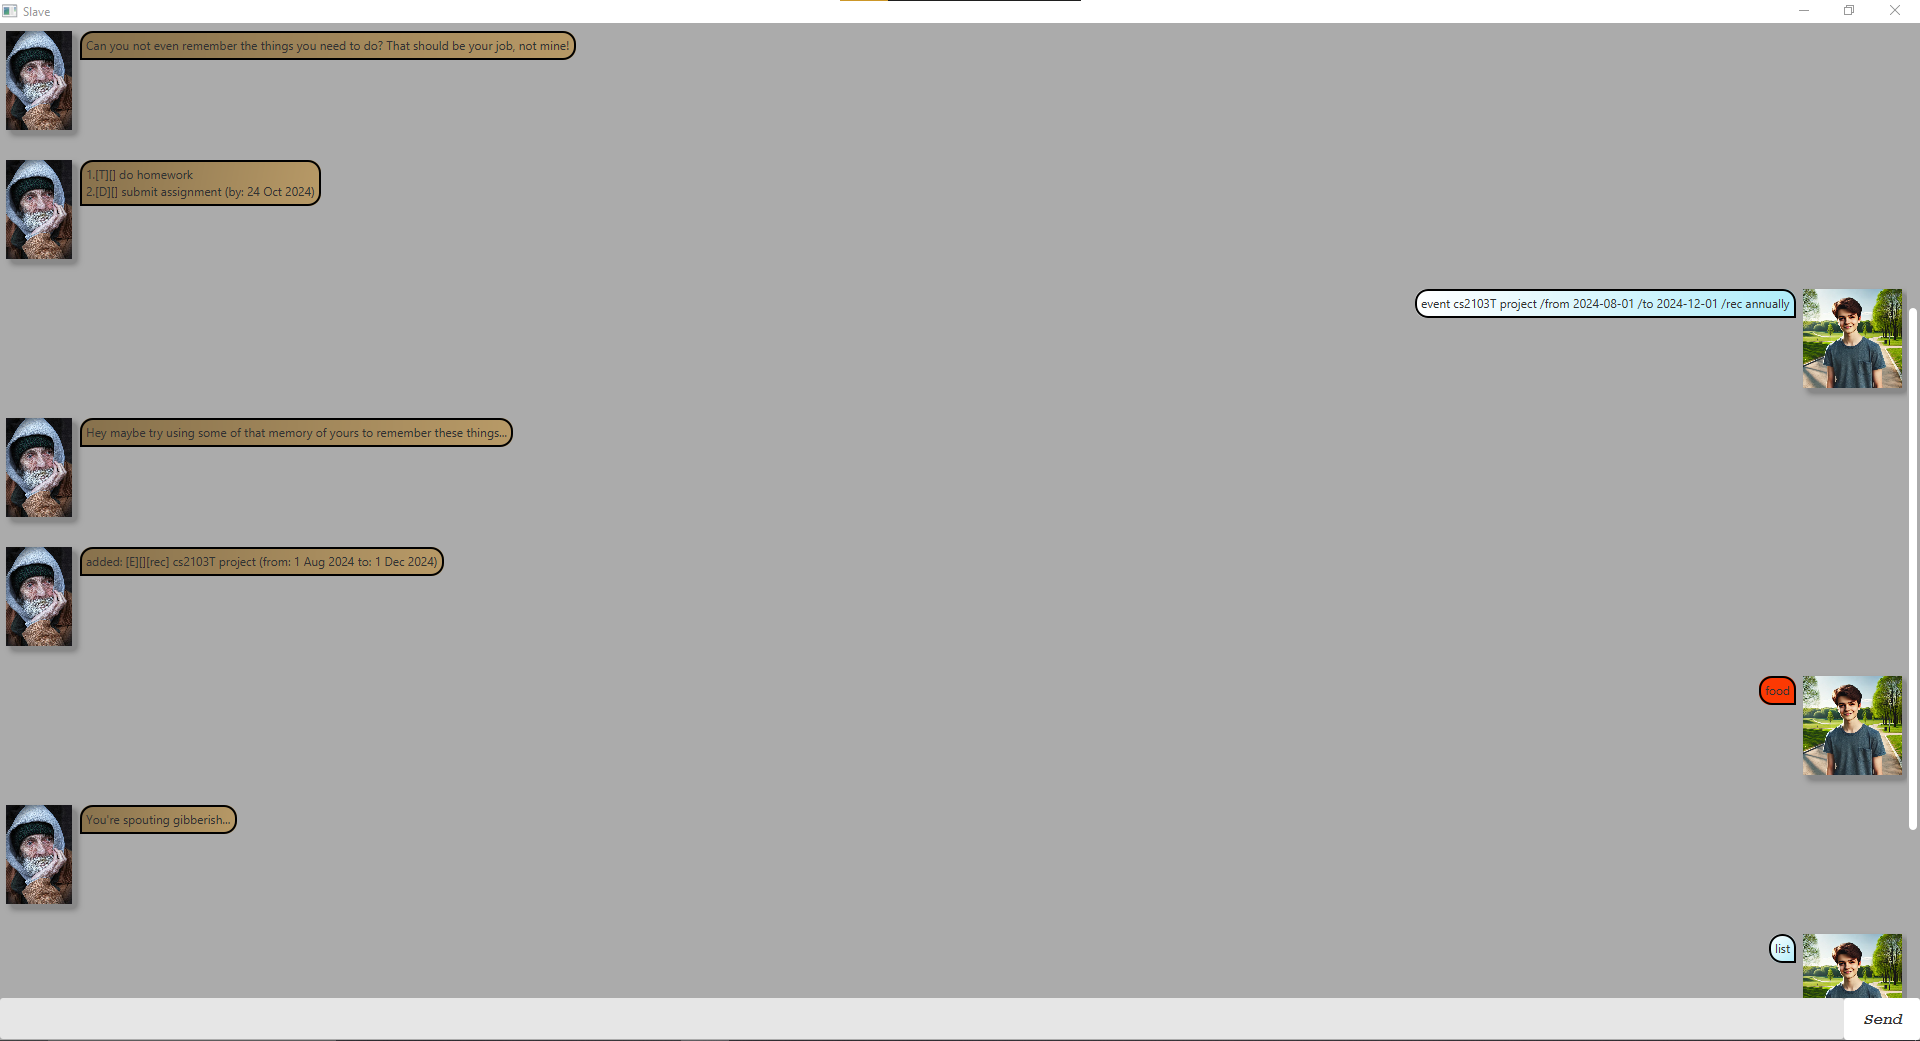 Slave
Can you not even remember the things you need to do? That should be your job, not mine!
1.[T][] do homework
2.[D][] submit assignment (by: 24 Oct 2024)
event cs2103T project /from 2024-08-01 /to 2024-12-01 /rec annually
Hey maybe try using some of that memory of yours to remember these things...
added: [E][][rec] cs2103T project (from: 1 Aug 2024 to: 1 Dec 2024)
food
You're spouting gibberish...
list
Send